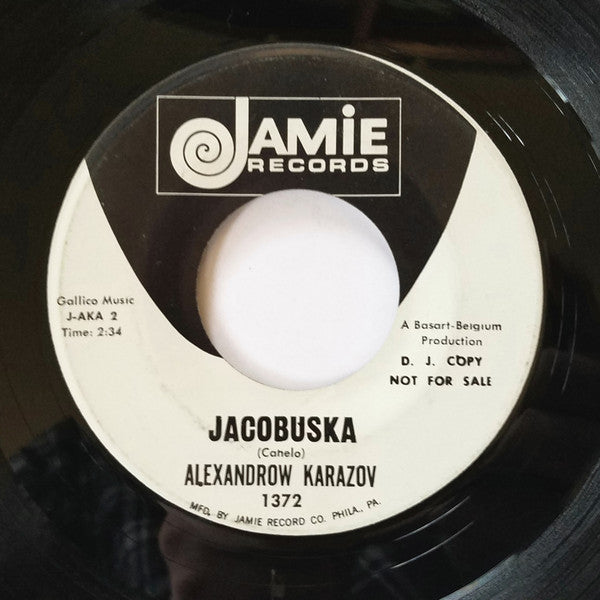 JAMIE
RECORDS
Gallico Music
J-AKA 2
Time: 2:34
A Basart-Belgium
Production
D. J. COPY
NOT FOR SALE
JACOBUSKA
(Canelo)
ALEXANDROW KARAZOV
1372
MFG. BY JAMIE RECORD CO. PHILA., PA.